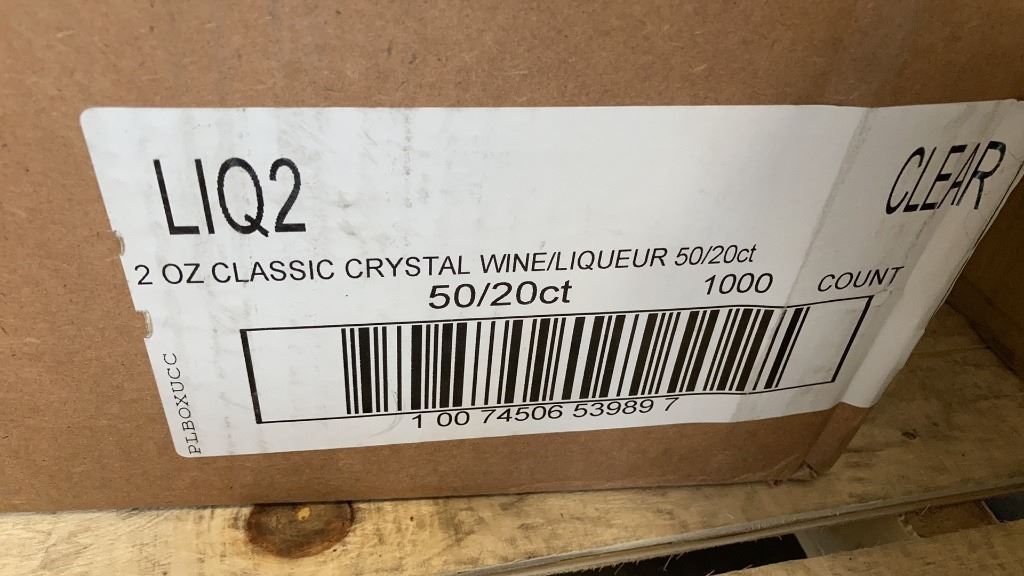 LIQ2
CLEAR
2 OZ CLASSIC CRYSTAL WINE/LIQUEUR 50/20ct
50/20ct 1000 COUNT
1 00 74506 53989 7
PLBOXUCC